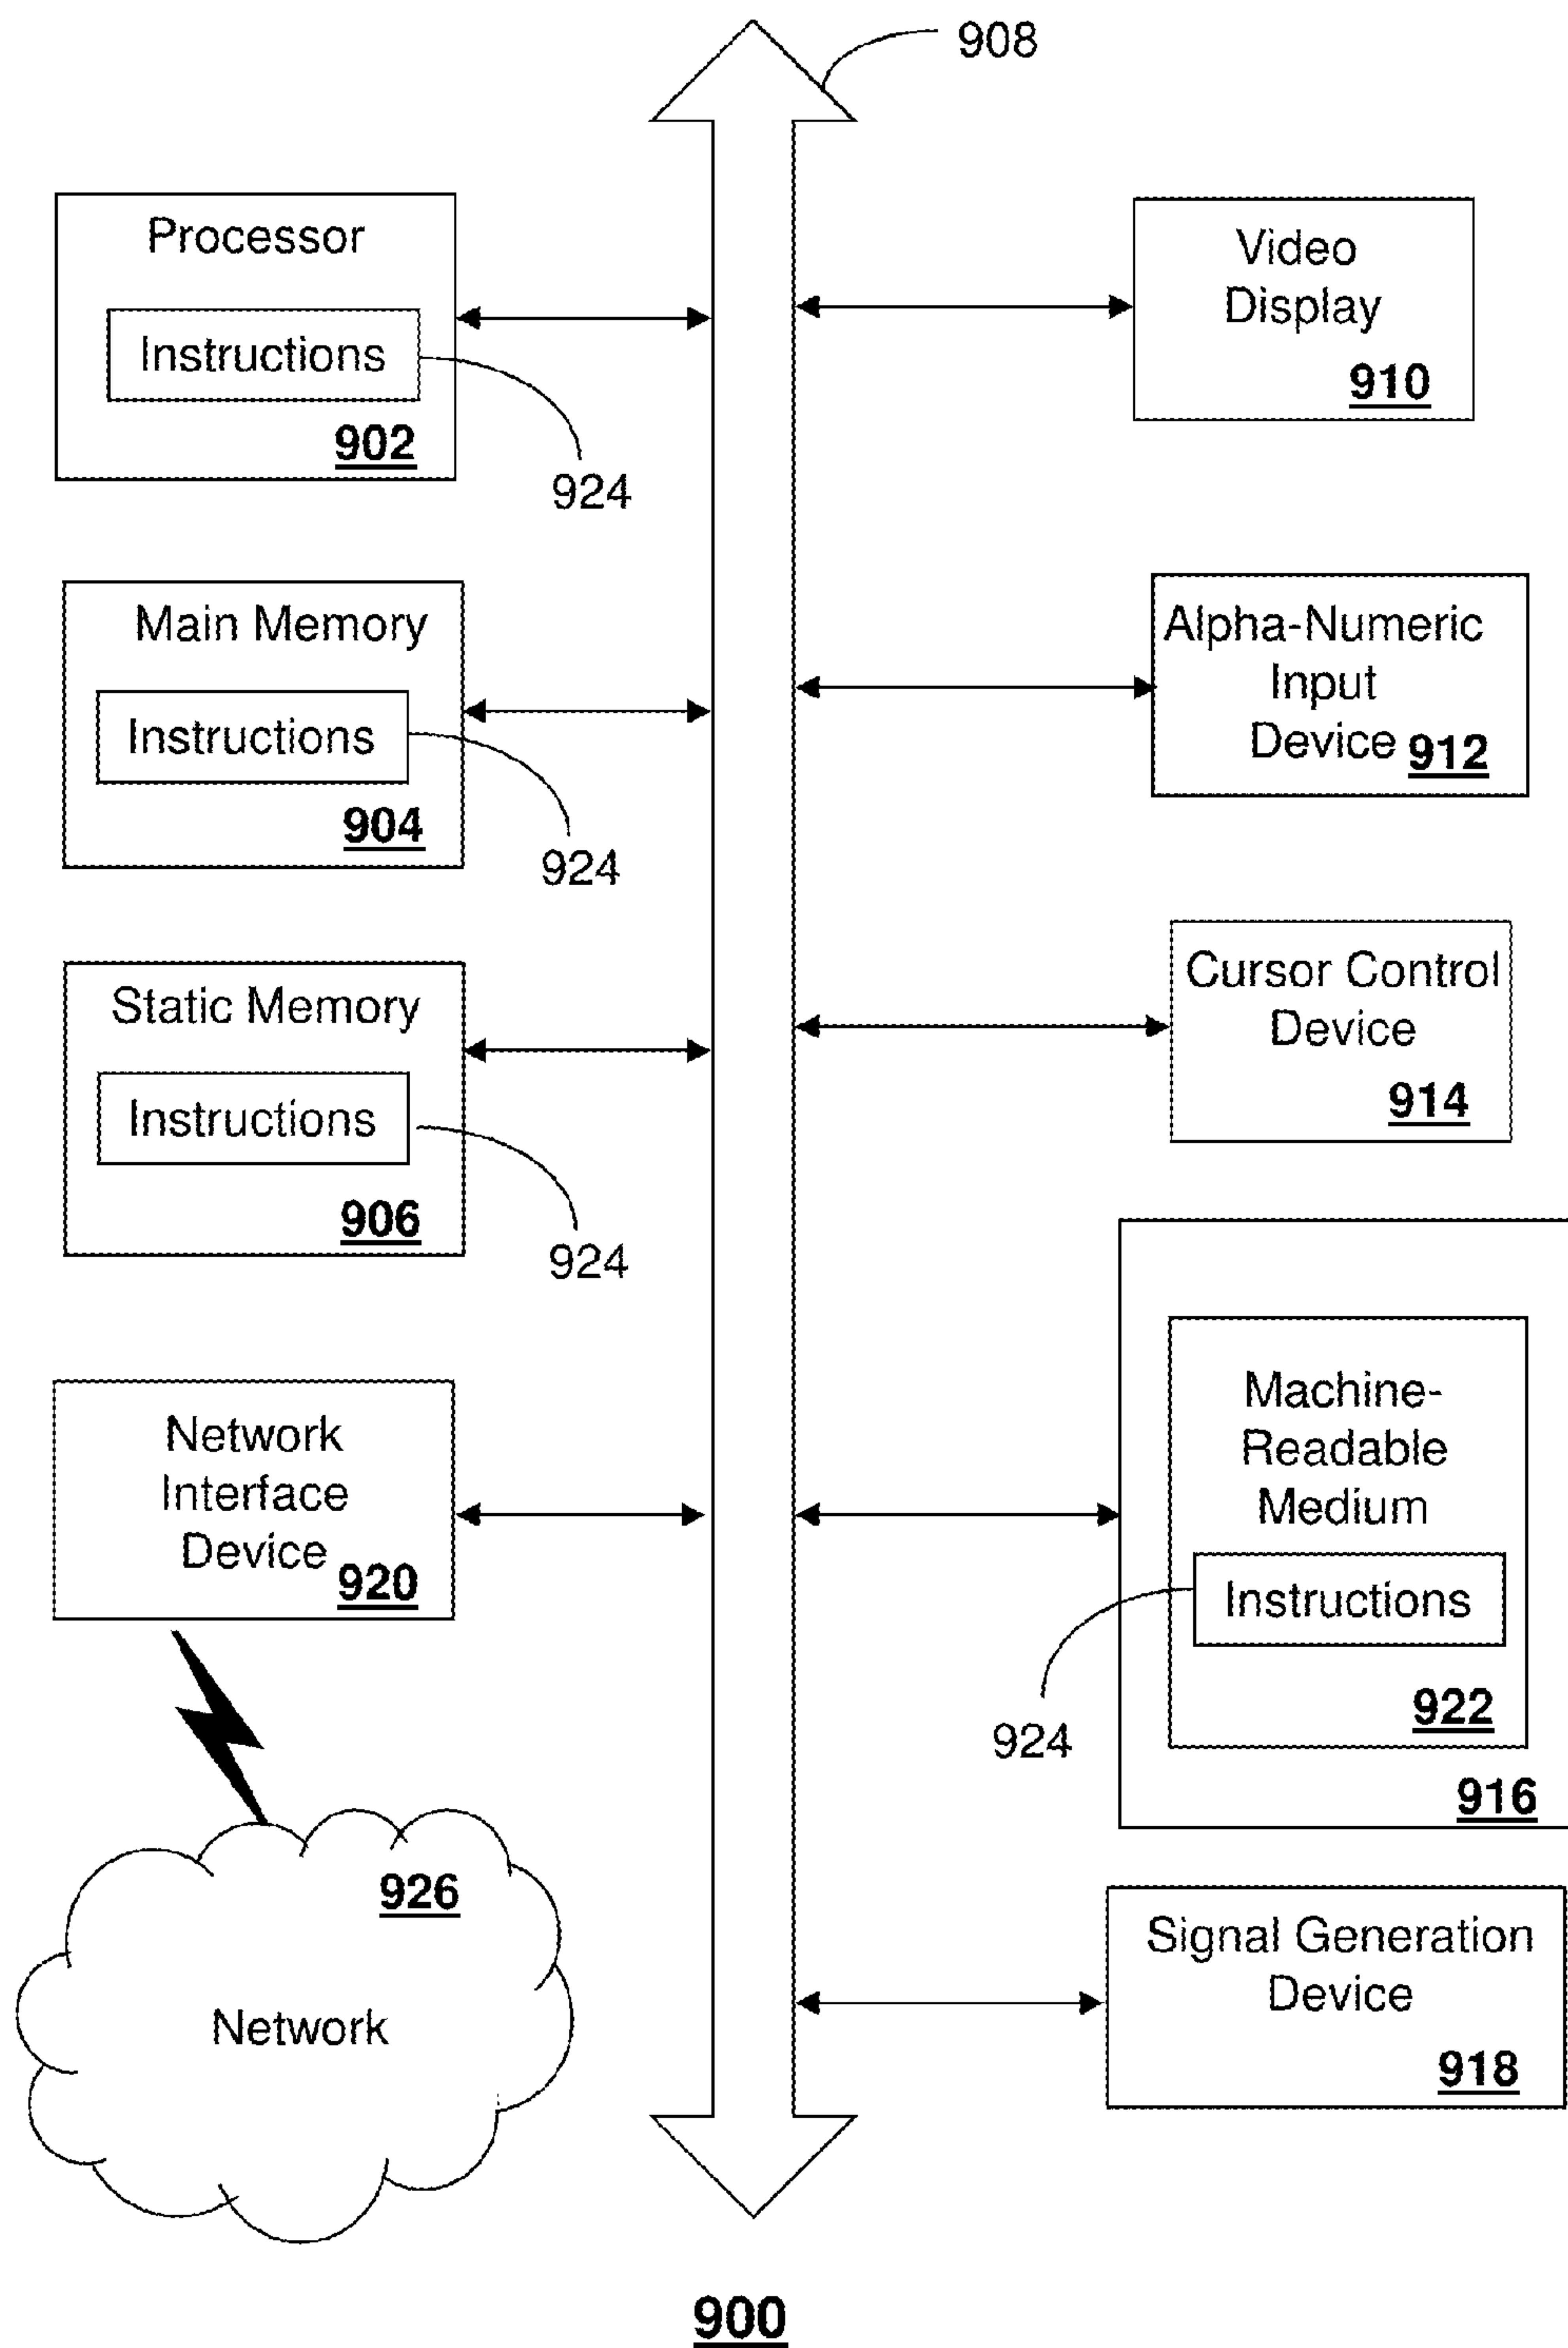 908
Processor
Instructions
902
924
Main Memory
Instructions
904
924
Static Memory
Instructions
906
924
Network
Interface
Device
920
926
Network
Video
Display
910
Alpha-Numeric
Input
Device
912
Cursor Control
Device
914
Machine-
Readable
Medium
Instructions
922
924
916
Signal Generation
Device
918
900